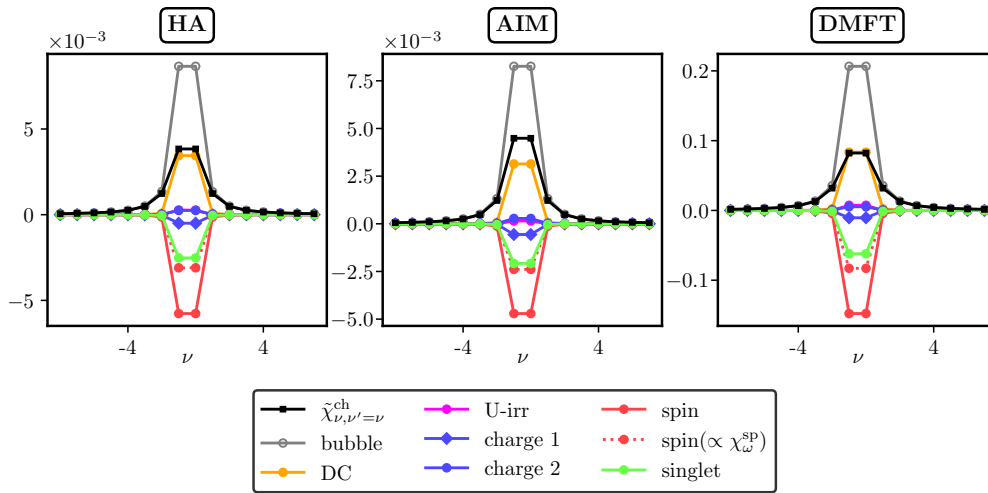 HA
AIM
DMFT
×10⁻³
×10⁻³
5
0
−5
-4
4
ν
7.5
5.0
2.5
0.0
−2.5
−5.0
-4
4
ν
0.2
0.1
0.0
−0.1
-4
4
ν
χ̃^ch_ν,ν′=ν
bubble
DC
U-irr
charge 1
charge 2
spin
spin(∝ χ^sp_ω)
singlet